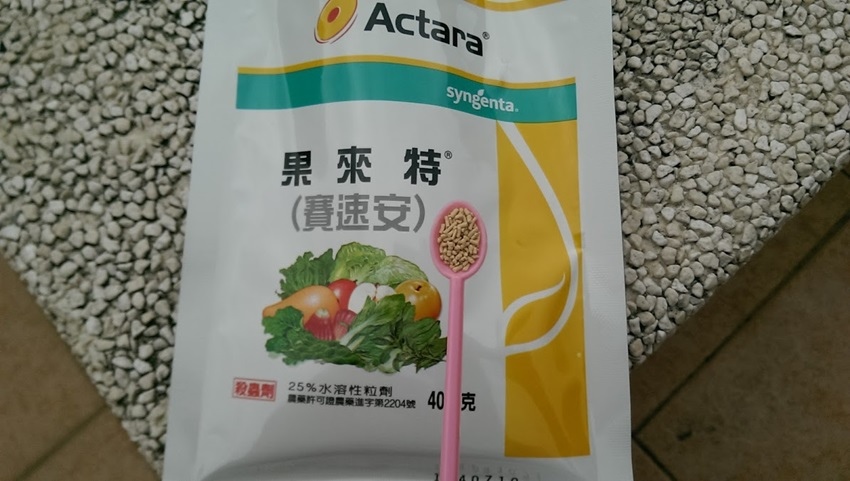 Actara®
syngenta.
果來特®
(賽速安)
殺蟲劑
25%水溶性粒劑
農藥許可證農藥進字第2204號
40 克